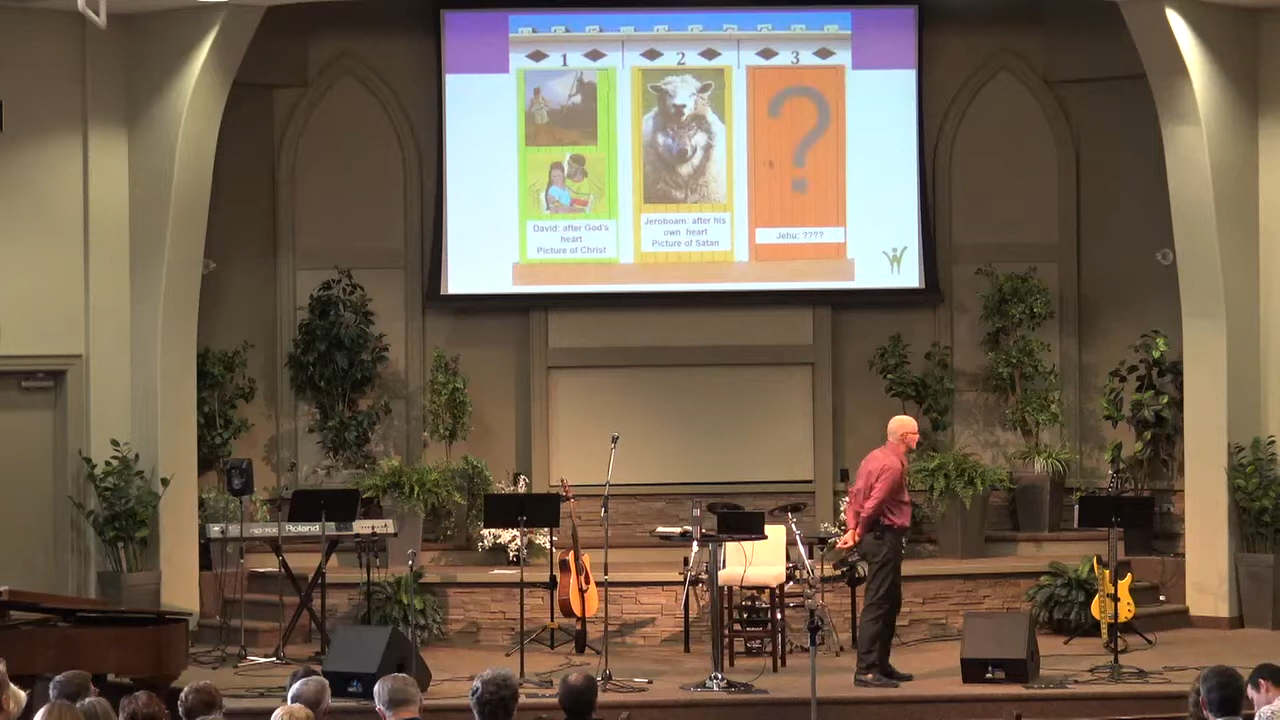 1
2
3
?
David: after God's
heart
Picture of Christ
Jeroboam: after his
own heart
Picture of Satan
Jehu: ????
Roland